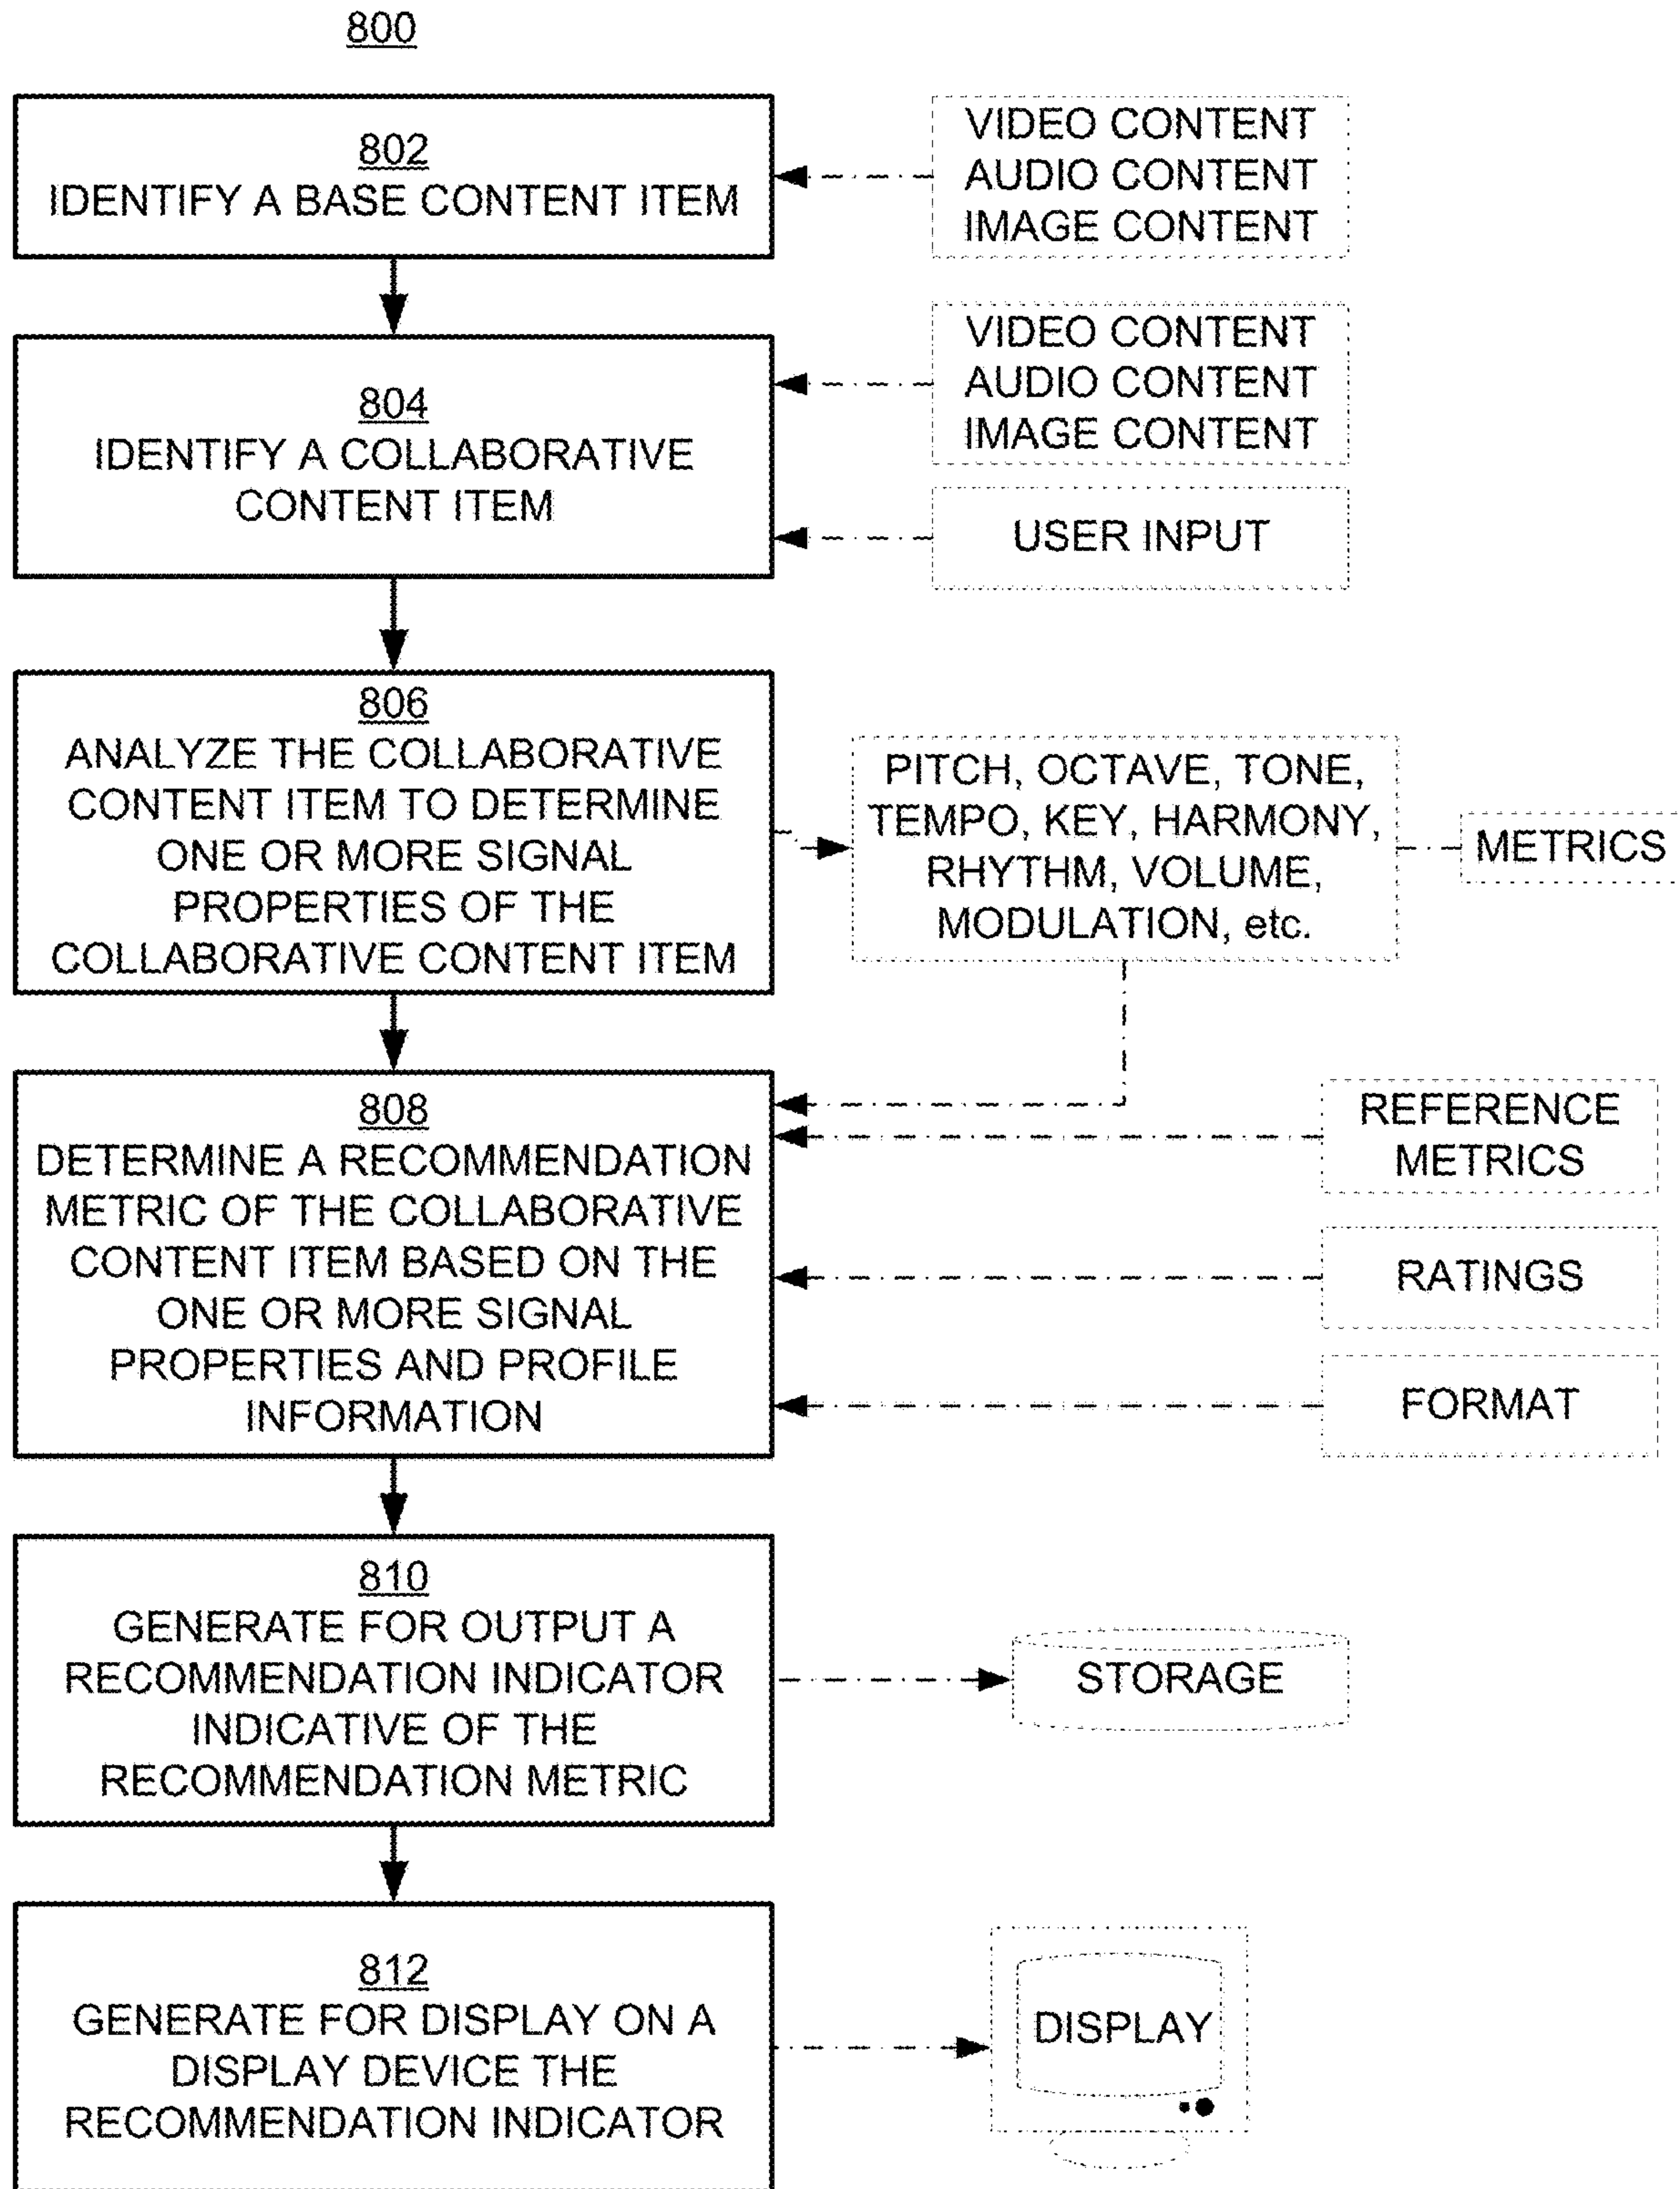 800
802
IDENTIFY A BASE CONTENT ITEM
VIDEO CONTENT
AUDIO CONTENT
IMAGE CONTENT
804
IDENTIFY A COLLABORATIVE
CONTENT ITEM
VIDEO CONTENT
AUDIO CONTENT
IMAGE CONTENT
USER INPUT
806
ANALYZE THE COLLABORATIVE
CONTENT ITEM TO DETERMINE
ONE OR MORE SIGNAL
PROPERTIES OF THE
COLLABORATIVE CONTENT ITEM
PITCH, OCTAVE, TONE,
TEMPO, KEY, HARMONY,
RHYTHM, VOLUME,
MODULATION, etc.
METRICS
808
DETERMINE A RECOMMENDATION
METRIC OF THE COLLABORATIVE
CONTENT ITEM BASED ON THE
ONE OR MORE SIGNAL
PROPERTIES AND PROFILE
INFORMATION
REFERENCE
METRICS
RATINGS
FORMAT
810
GENERATE FOR OUTPUT A
RECOMMENDATION INDICATOR
INDICATIVE OF THE
RECOMMENDATION METRIC
STORAGE
812
GENERATE FOR DISPLAY ON A
DISPLAY DEVICE THE
RECOMMENDATION INDICATOR
DISPLAY